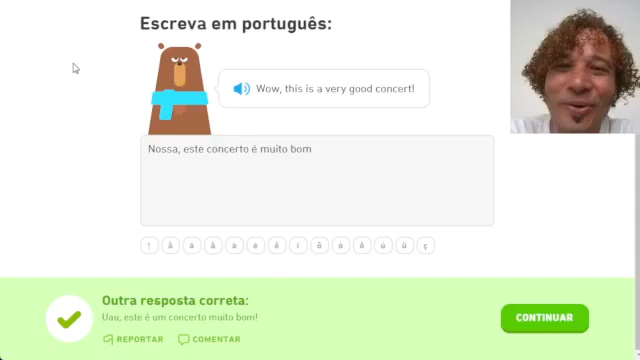 Escreva em português:
Wow, this is a very good concert!
Nossa, este concerto é muito bom
Outra resposta correta:
Uau, este é um concerto muito bom!
REPORTAR COMENTAR
CONTINUAR